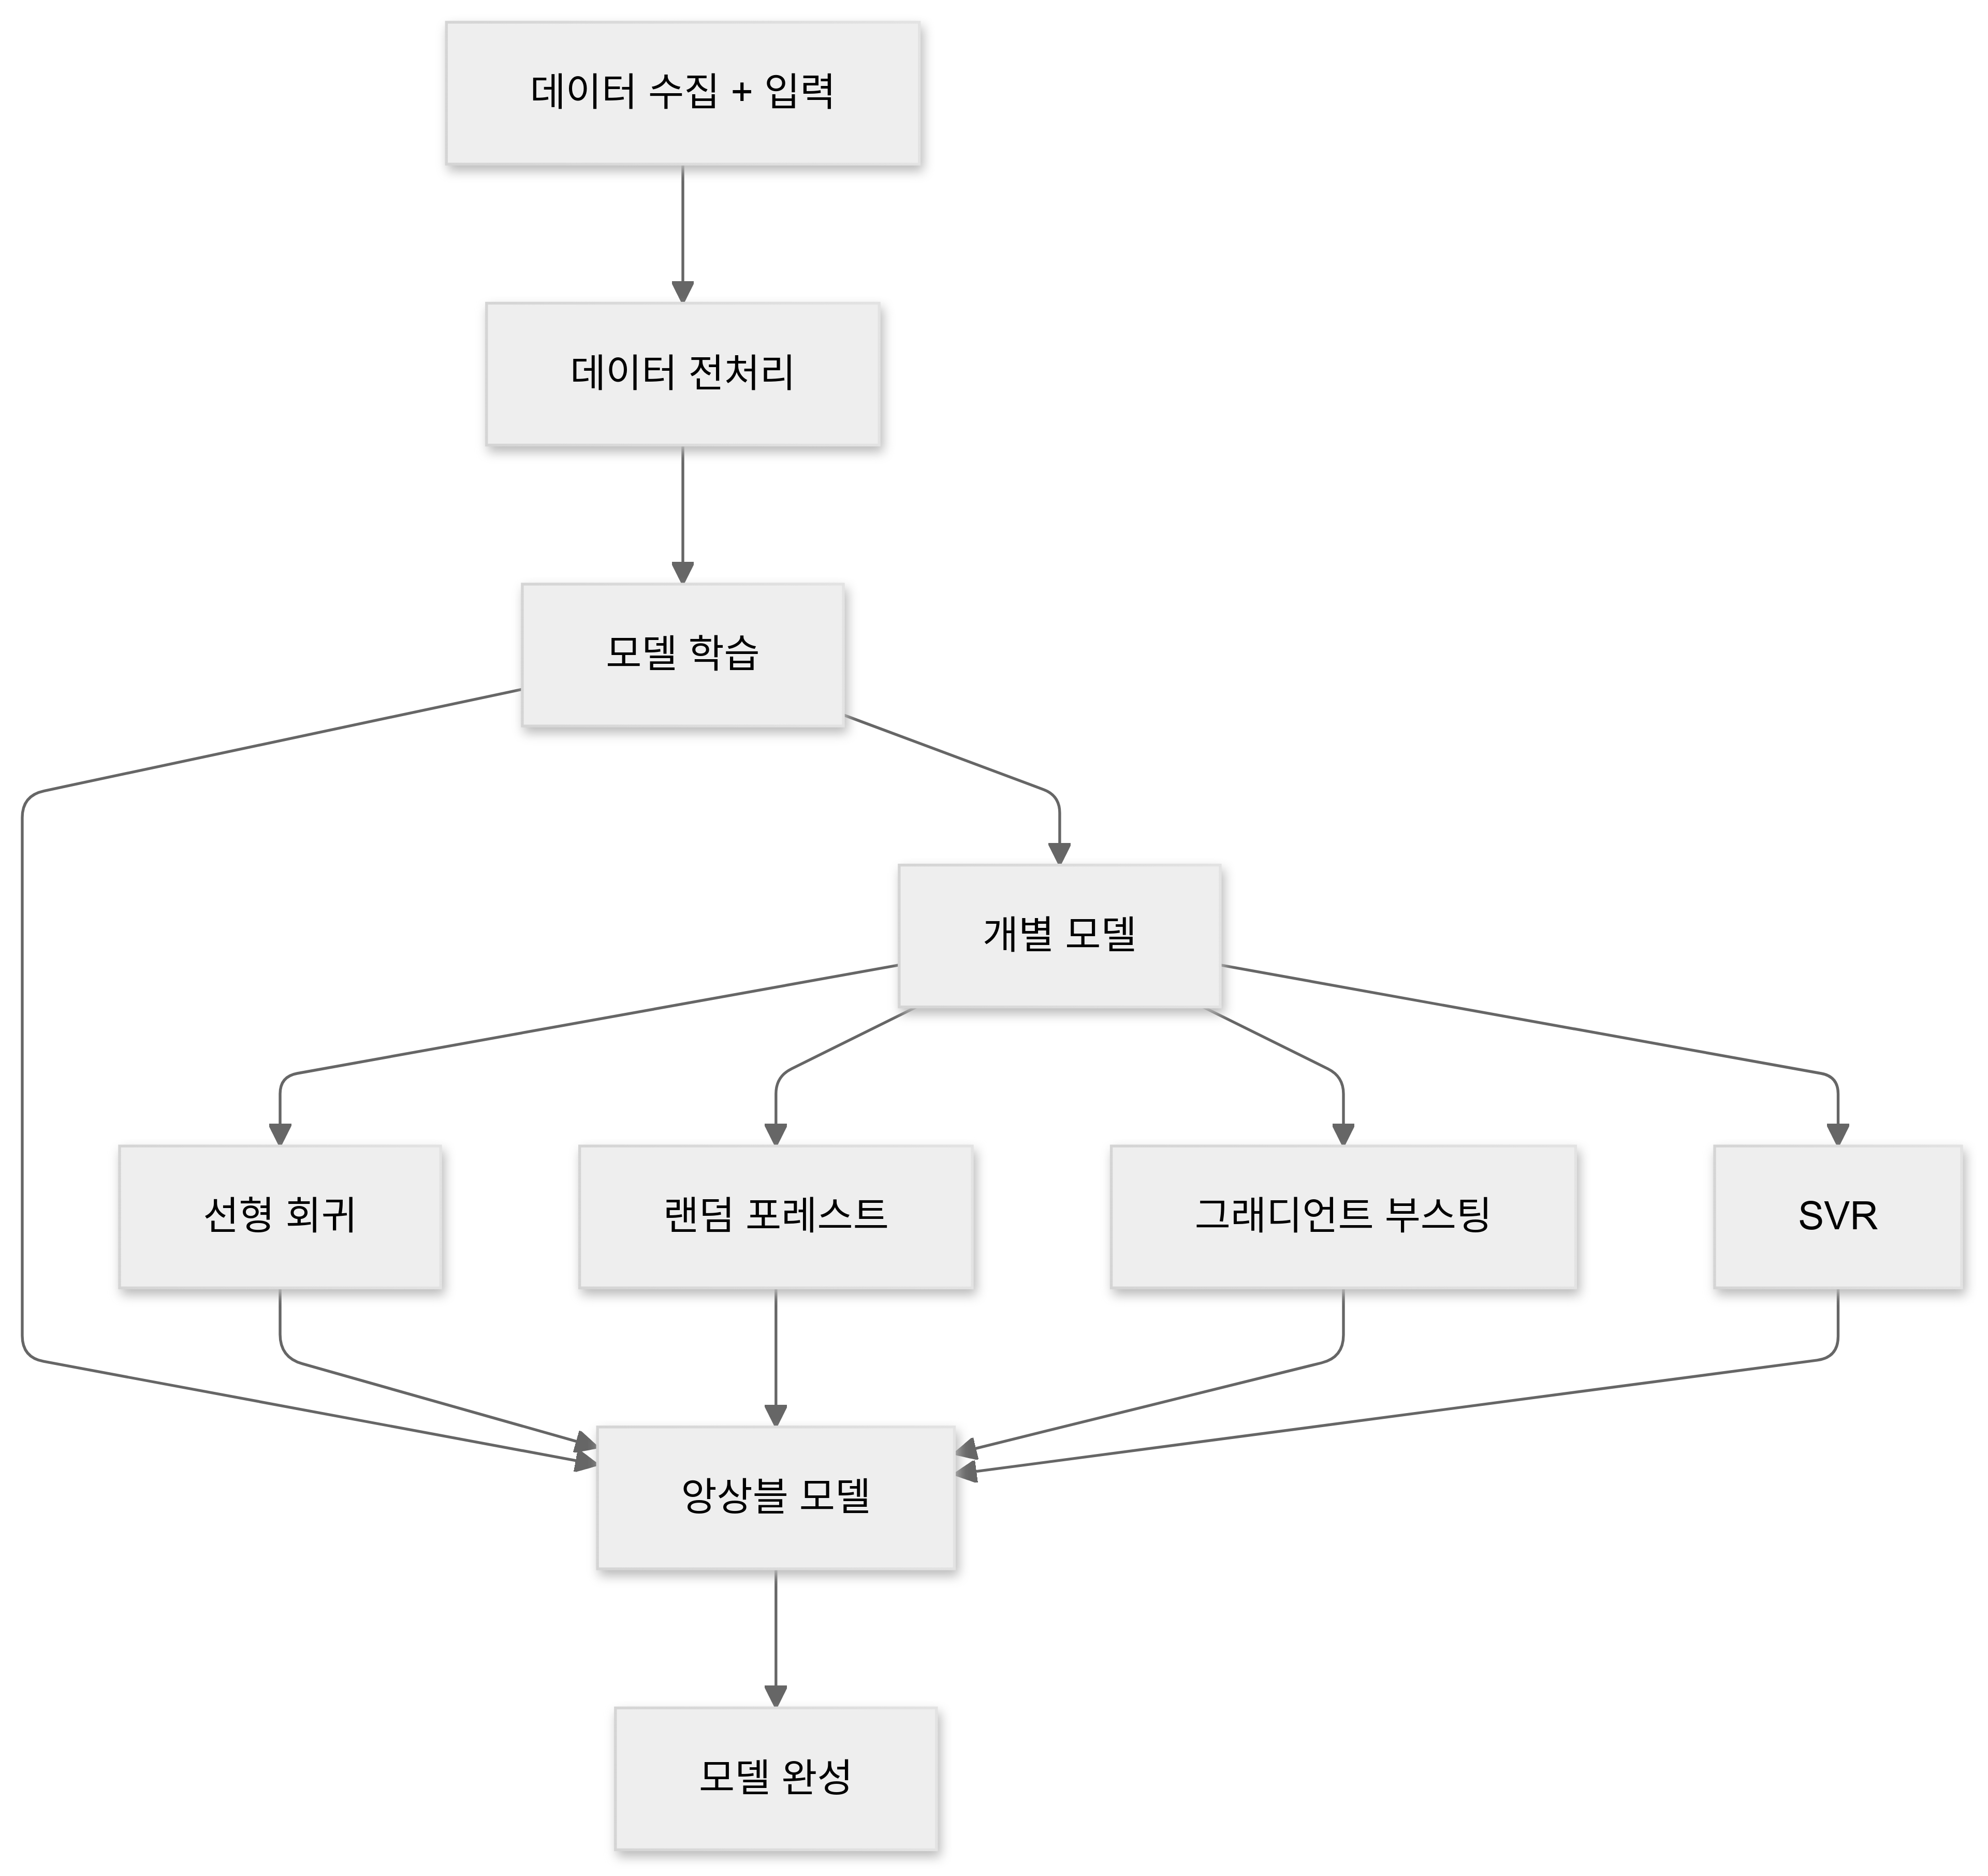 데이터 수집 + 입력
데이터 전처리
모델 학습
개별 모델
선형 회귀
랜덤 포레스트
그래디언트 부스팅
SVR
앙상블 모델
모델 완성